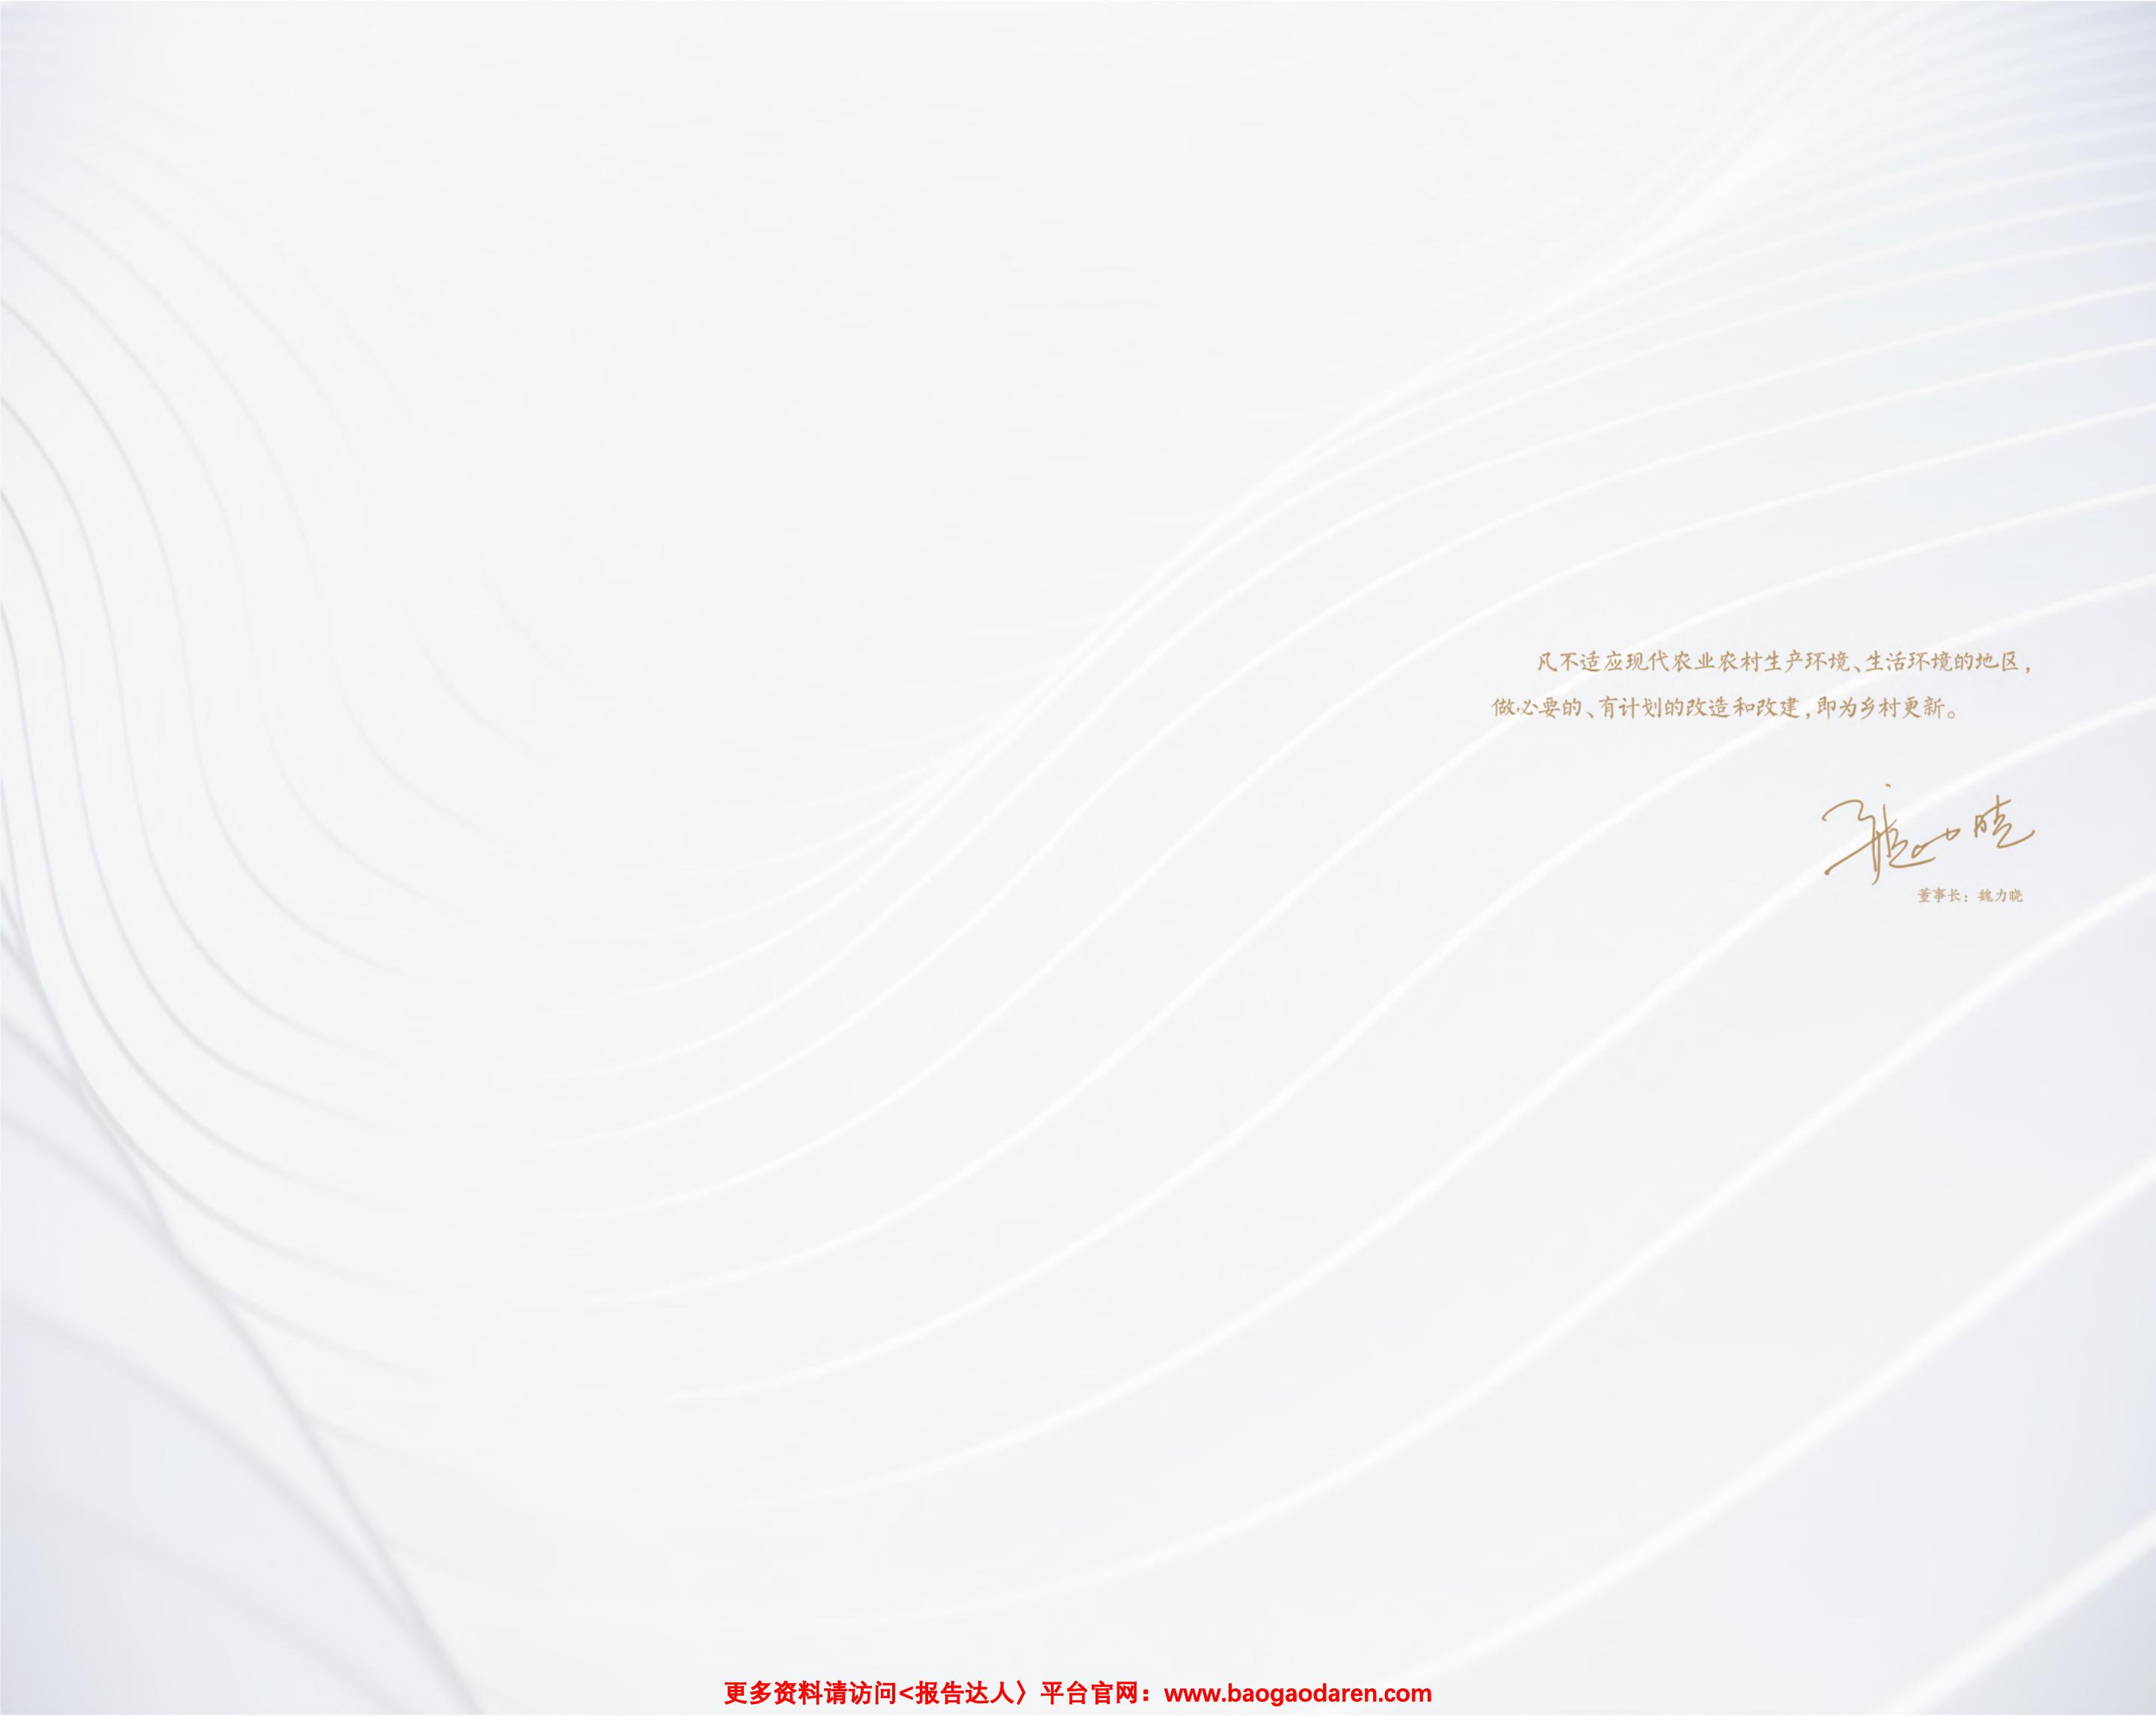 凡不适应现代农业农村生产环境、生活环境的地区，
做必要的、有计划的改造和改建，即为乡村更新。
魏力晓
董事长：魏力晓
更多资料请访问<报告达人〉平台官网：www.baogaodaren.com